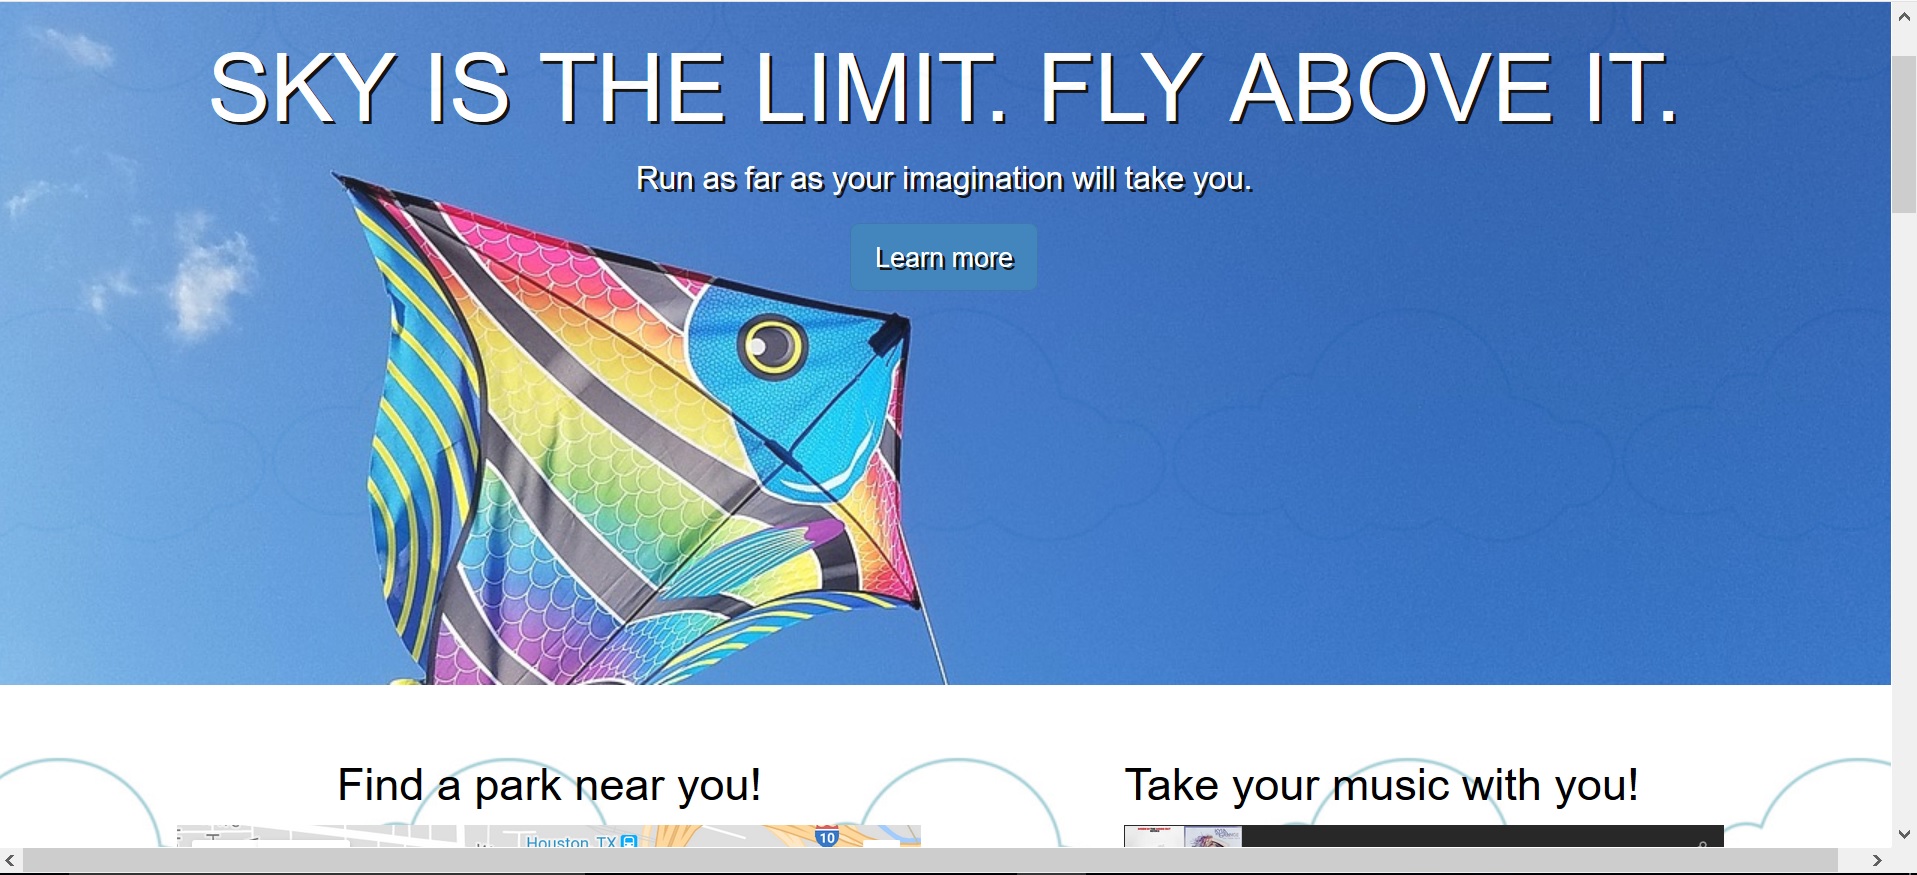 SKY IS THE LIMIT. FLY ABOVE IT.
Run as far as your imagination will take you.
Learn more
Find a park near you!
Take your music with you!
Houston, TX
10